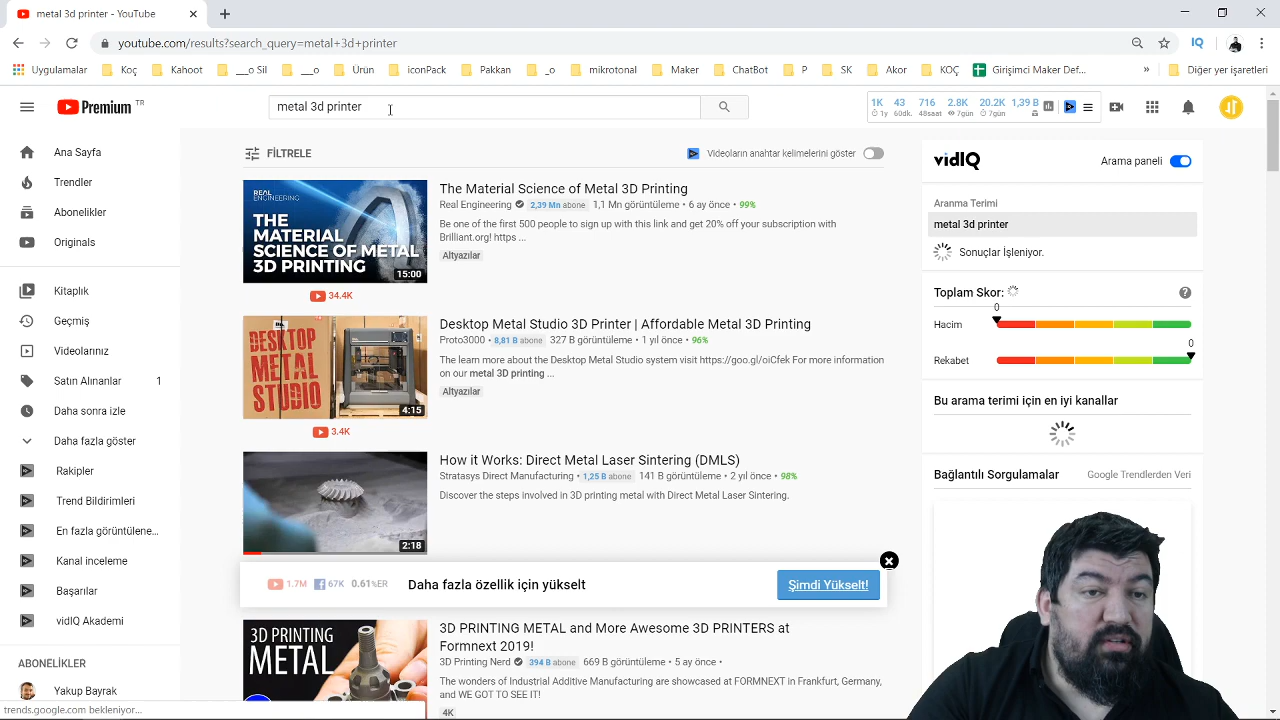 metal 3d printer - YouTube
youtube.com/results?search_query=metal+3d+printer
IQ
Uygulamalar Koç Kahoot ___o Sil ___o Ürün iconPack Pakkan _o mikrotonal Maker ChatBot P SK Akor KOÇ Girişimci Maker Def... » Diğer yer işaretleri
Premium TR
metal 3d printer
1K 43 716 2.8K 20.2K 1,39 B
1y 60dk. 48saat 7gün 7gün
Ana Sayfa
Trendler
Abonelikler
Originals
Kitaplık
Geçmiş
Videolarınız
Satın Alınanlar 1
Daha sonra izle
Daha fazla göster
Rakipler
Trend Bildirimleri
En fazla görüntülene...
Kanal inceleme
Başarılar
vidIQ Akademi
ABONELİKLER
Yakup Bayrak
trends.google.com bekleniyor...
FİLTRELE
Videoların anahtar kelimelerini göster
REAL
ENGINEERING
THE
MATERIAL
SCIENCE OF METAL
3D PRINTING
15:00
34.4K
The Material Science of Metal 3D Printing
Real Engineering • 2,39 Mn abone 1,1 Mn görüntüleme • 6 ay önce • 99%
Be one of the first 500 people to sign up with this link and get 20% off your subscription with
Brilliant.org! https ...
Altyazılar
DESKTOP
METAL
STUDIO
4:15
3.4K
Desktop Metal Studio 3D Printer | Affordable Metal 3D Printing
Proto3000 • 8,81 B abone 327 B görüntüleme • 1 yıl önce • 96%
The learn more about the Desktop Metal Studio system visit https://goo.gl/oiCfek For more information
on our metal 3D printing ...
Altyazılar
2:18
How it Works: Direct Metal Laser Sintering (DMLS)
Stratasys Direct Manufacturing • 1,25 B abone 141 B görüntüleme • 2 yıl önce • 98%
Discover the steps involved in 3D printing metal with Direct Metal Laser Sintering.
1.7M 67K 0.61%ER Daha fazla özellik için yükselt Şimdi Yükselt!
3D PRINTING
METAL
3D PRINTING METAL and More Awesome 3D PRINTERS at
Formnext 2019!
3D Printing Nerd 394 B abone 669 B görüntüleme • 5 ay önce •
The wonders of Industrial Additive Manufacturing are showcased at FORMNEXT in Frankfurt, Germany,
and WE GOT TO SEE IT!
4K
vidIQ Arama paneli
Aranma Terimi
metal 3d printer
Sonuçlar İşleniyor.
Toplam Skor: ?
0
Hacim
0
Rekabet
Bu arama terimi için en iyi kanallar
Bağlantılı Sorgulamalar Google Trendlerden Veri